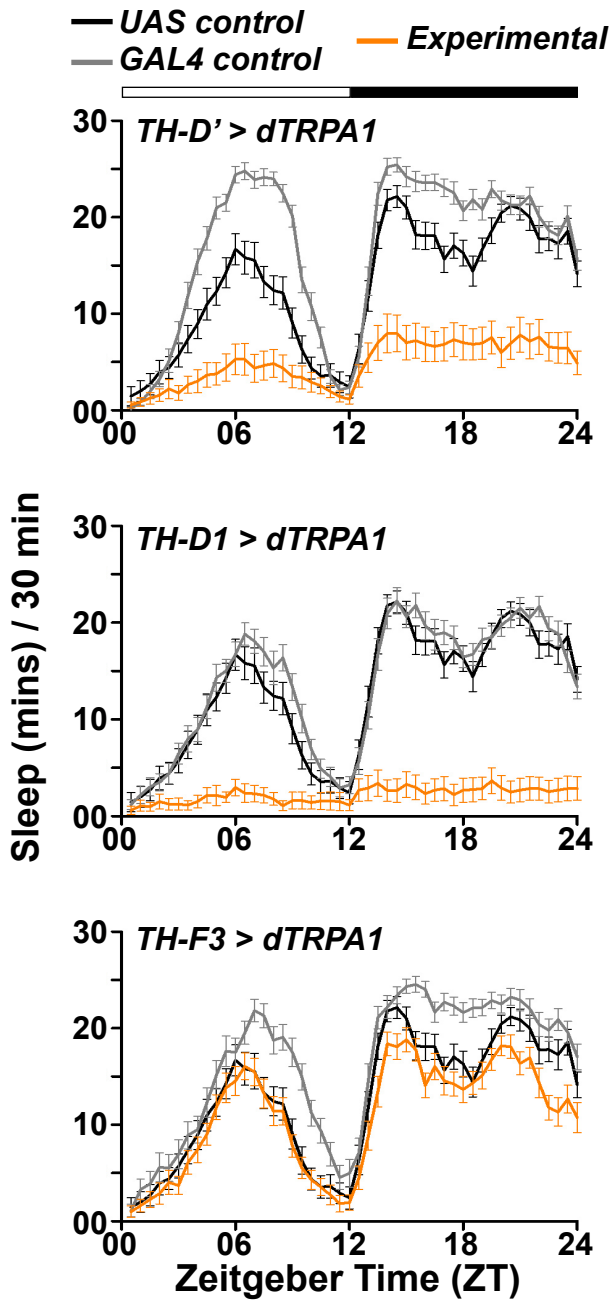 UAS control
GAL4 control
Experimental
TH-D' > dTRPA1
30
20
10
00
00 06 12 18 24
Sleep (mins) / 30 min
TH-D1 > dTRPA1
30
20
10
00
00 06 12 18 24
TH-F3 > dTRPA1
30
20
10
00
00 06 12 18 24
Zeitgeber Time (ZT)